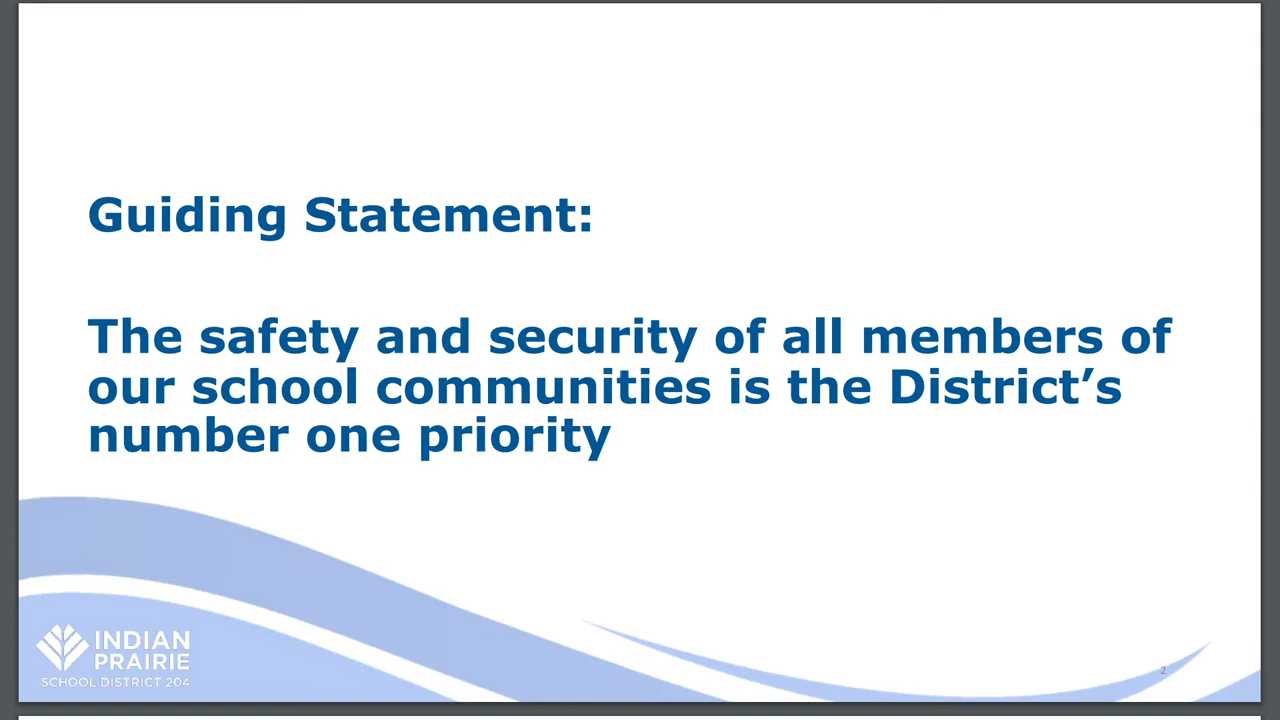 Guiding Statement:
The safety and security of all members of
our school communities is the District’s
number one priority
INDIAN
PRAIRIE
SCHOOL DISTRICT 204
2